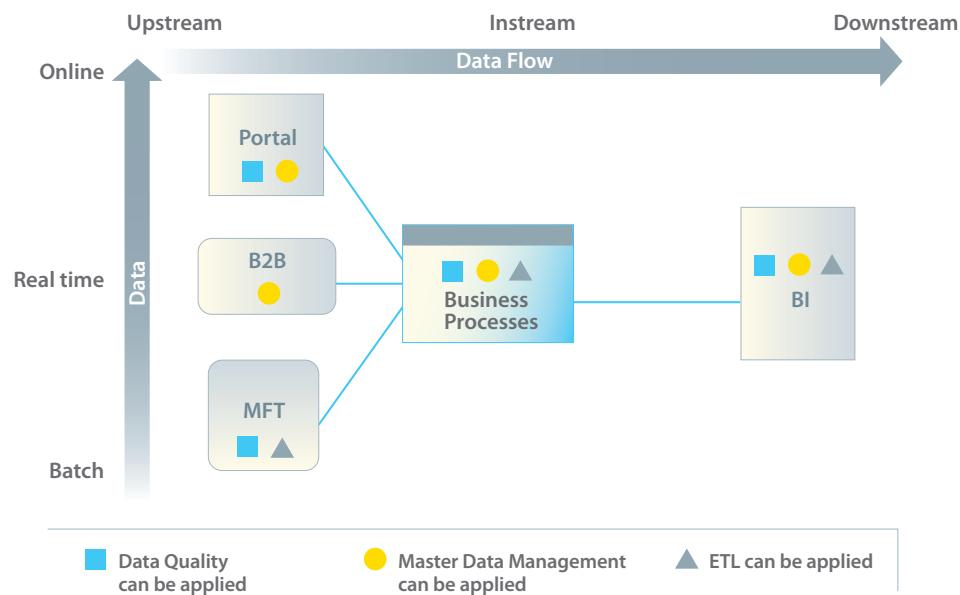 Upstream
Instream
Downstream
Data Flow
Online
Real time
Batch
Data
Portal
B2B
MFT
Business
Processes
BI
Data Quality
can be applied
Master Data Management
can be applied
ETL can be applied